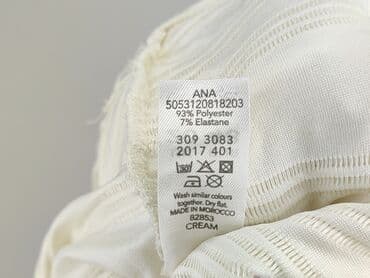 ANA
5053120818203
93% Polyester
7% Elastane
309 3083
2017 401
Wash similar colours
together. Dry flat.
MADE IN MOROCCO
82853
CREAM